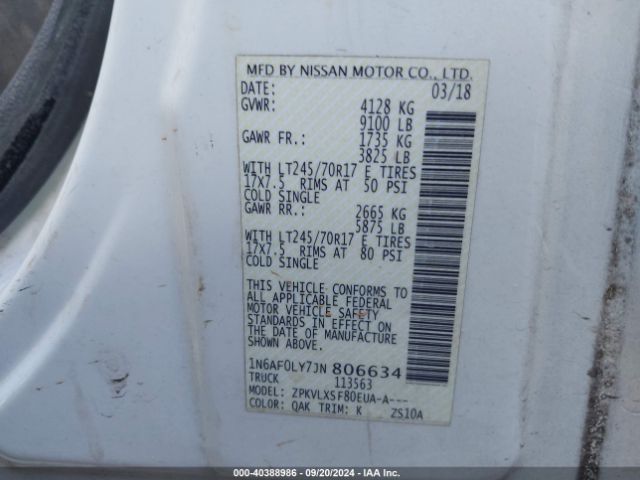 MFD BY NISSAN MOTOR CO., LTD.
DATE: 03/18
GVWR: 4128 KG
9100 LB
GAWR FR.: 1735 KG
3825 LB
WITH LT245/70R17 E TIRES
17X7.5 RIMS AT 50 PSI
COLD SINGLE
GAWR RR.: 2665 KG
5875 LB
WITH LT245/70R17 E TIRES
17X7.5 RIMS AT 80 PSI
COLD SINGLE
THIS VEHICLE CONFORMS TO
ALL APPLICABLE FEDERAL
MOTOR VEHICLE SAFETY
STANDARDS IN EFFECT ON
THE DATE OF MANUFACTURE
SHOWN ABOVE.
1N6AF0LY7JN 806634
TRUCK 113563
MODEL: ZPKVLXSF80EUA-A---
COLOR: QAK TRIM: K ZS10A
000-40388986 - 09/20/2024 - IAA Inc.